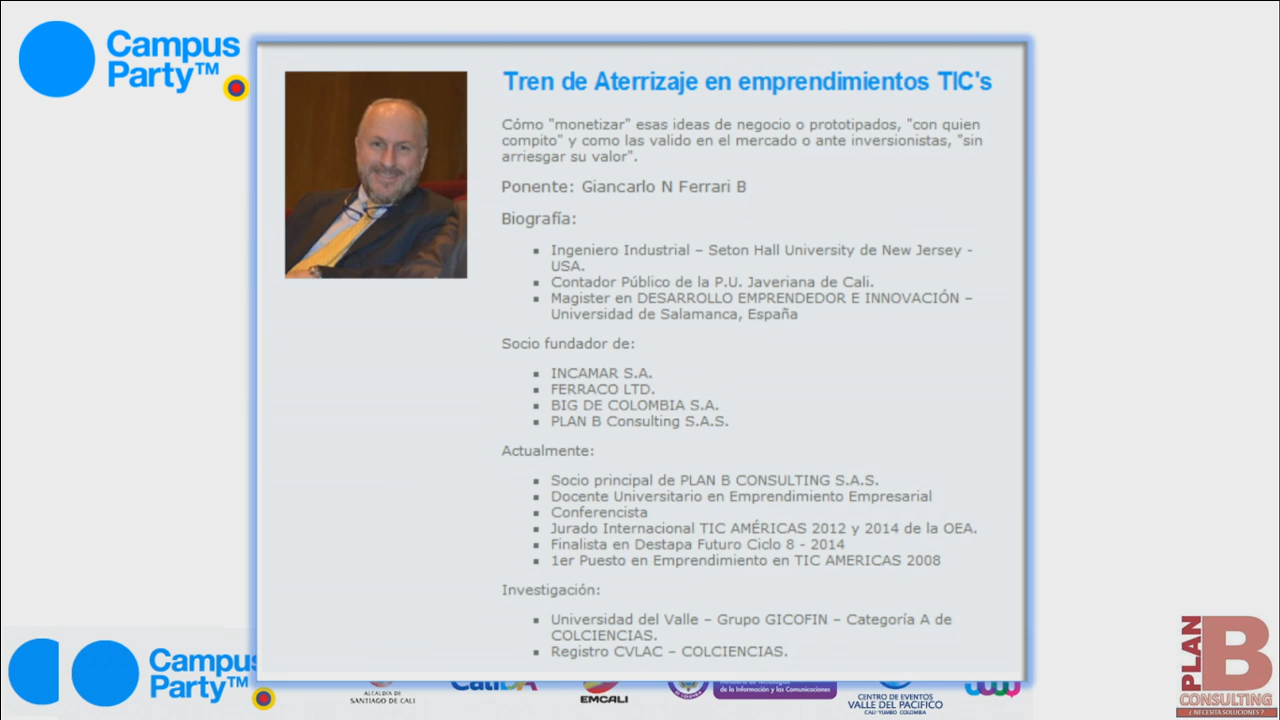 Campus
Party™
Tren de Aterrizaje en emprendimientos TIC's
Cómo "monetizar" esas ideas de negocio o prototipados, "con quien
compito" y como las valido en el mercado o ante inversionistas, "sin
arriesgar su valor".
Ponente: Giancarlo N Ferrari B
Biografía:
Ingeniero Industrial – Seton Hall University de New Jersey -
USA.
Contador Público de la P.U. Javeriana de Cali.
Magister en DESARROLLO EMPRENDEDOR E INNOVACIÓN –
Universidad de Salamanca, España
Socio fundador de:
INCAMAR S.A.
FERRACO LTD.
BIG DE COLOMBIA S.A.
PLAN B Consulting S.A.S.
Actualmente:
Socio principal de PLAN B CONSULTING S.A.S.
Docente Universitario en Emprendimiento Empresarial
Conferencista
Jurado Internacional TIC AMÉRICAS 2012 y 2014 de la OEA.
Finalista en Destapa Futuro Ciclo 8 - 2014
1er Puesto en Emprendimiento en TIC AMERICAS 2008
Investigación:
Universidad del Valle – Grupo GICOFIN – Categoría A de
COLCIENCIAS.
Registro CVLAC – COLCIENCIAS.
Campus
Party™
ALCALDÍA DE
SANTIAGO DE CALI
CaliDA
EMCALI
de la Información y las Comunicaciones
CENTRO DE EVENTOS
VALLE DEL PACIFICO
CALI-YUMBO COLOMBIA
PLAN
B
CONSULTING
¿ NECESITA SOLUCIONES ?